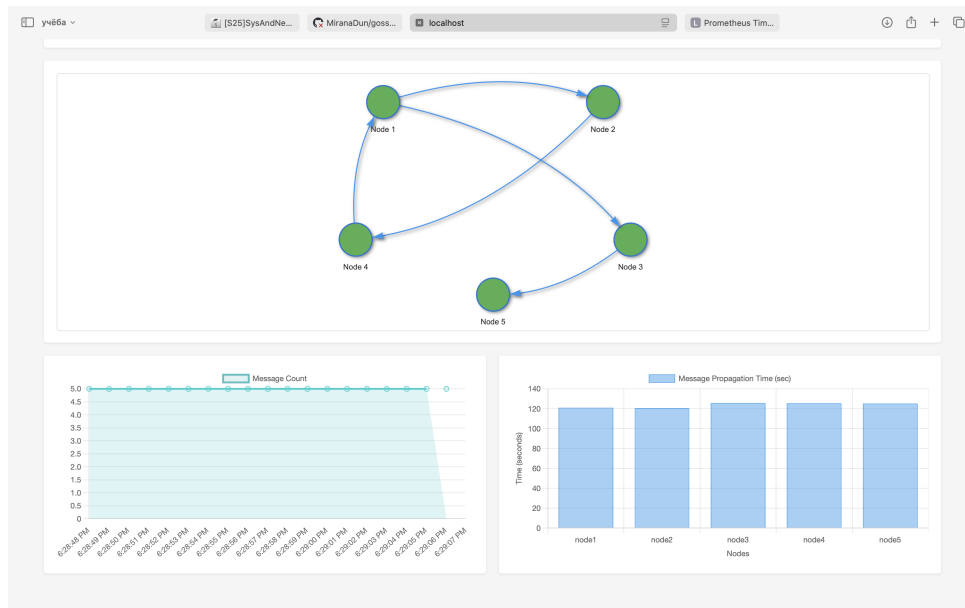 учёба
[S25]SysAndNe...
MiranaDun/goss...
localhost
Prometheus Tim...
Node 1
Node 2
Node 4
Node 3
Node 5
Message Count
5.0
4.5
4.0
3.5
3.0
2.5
2.0
1.5
1.0
0.5
0
6:28:48 PM
6:28:49 PM
6:28:50 PM
6:28:51 PM
6:28:52 PM
6:28:53 PM
6:28:54 PM
6:28:55 PM
6:28:56 PM
6:28:57 PM
6:28:58 PM
6:28:59 PM
6:29:00 PM
6:29:01 PM
6:29:02 PM
6:29:03 PM
6:29:04 PM
6:29:05 PM
6:29:06 PM
6:29:07 PM
Message Propagation Time (sec)
Time (seconds)
140
120
100
80
60
40
20
0
node1
node2
node3
node4
node5
Nodes